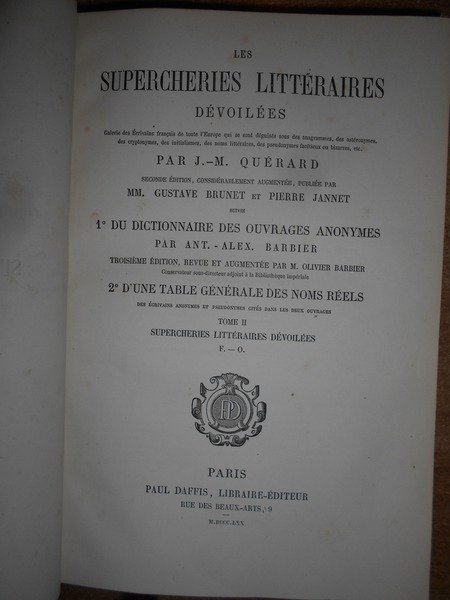 LES
SUPERCHERIES LITTÉRAIRES
DÉVOILÉES
Galerie des Écrivains français de toute l'Europe qui se sont déguisés sous des anagrammes, des astéronymes,
des cryptonymes, des initialismes, des noms littéraires, des pseudonymes facétieux ou bizarres, etc.
PAR J.-M. QUÉRARD
SECONDE ÉDITION, CONSIDÉRABLEMENT AUGMENTÉE, PUBLIÉE PAR
MM. GUSTAVE BRUNET ET PIERRE JANNET
SUIVIE
1° DU DICTIONNAIRE DES OUVRAGES ANONYMES
PAR ANT.-ALEX. BARBIER
TROISIÈME ÉDITION, REVUE ET AUGMENTÉE PAR M. OLIVIER BARBIER
Conservateur sous-directeur adjoint à la Bibliothèque impériale
2° D'UNE TABLE GÉNÉRALE DES NOMS RÉELS
DES ÉCRIVAINS ANONYMES ET PSEUDONYMES CITÉS DANS LES DEUX OUVRAGES
TOME II
SUPERCHERIES LITTÉRAIRES DÉVOILÉES
F. — O.
PD
PARIS
PAUL DAFFIS, LIBRAIRE-ÉDITEUR
RUE DES BEAUX-ARTS, 9
M.DCCC.LXX